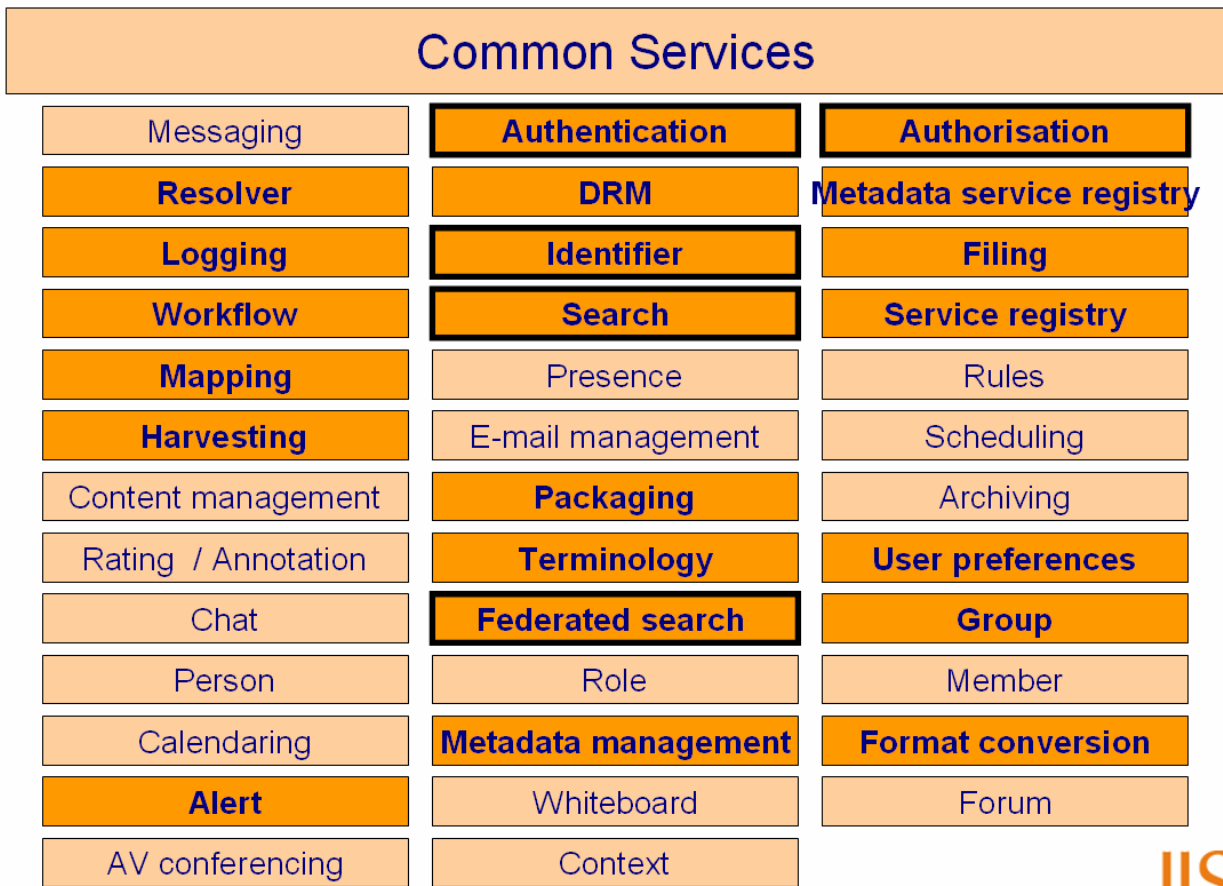 Common Services
Messaging
Authentication
Authorisation
Resolver
DRM
Metadata service registry
Logging
Identifier
Filing
Workflow
Search
Service registry
Mapping
Presence
Rules
Harvesting
E-mail management
Scheduling
Content management
Packaging
Archiving
Rating / Annotation
Terminology
User preferences
Chat
Federated search
Group
Person
Role
Member
Calendaring
Metadata management
Format conversion
Alert
Whiteboard
Forum
AV conferencing
Context